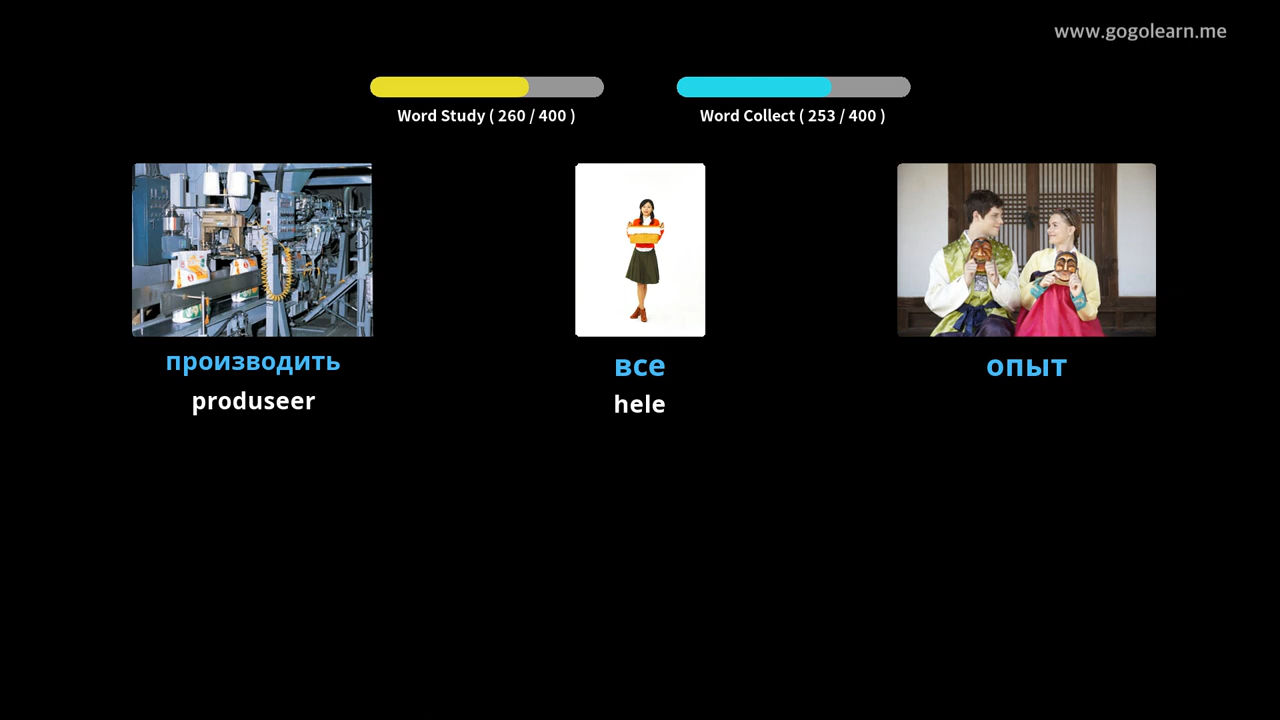 www.gogolearn.me
Word Study ( 260 / 400 )
Word Collect ( 253 / 400 )
производить
produseer
все
hele
опыт